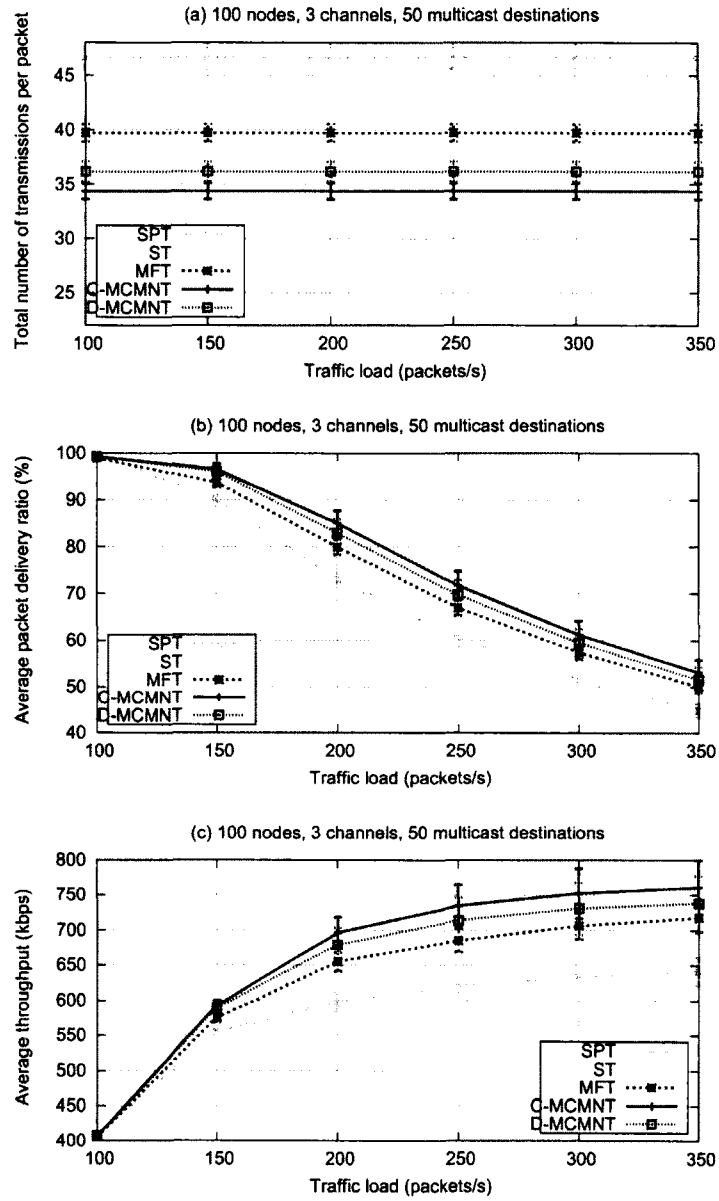 (a) 100 nodes, 3 channels, 50 multicast destinations
Total number of transmissions per packet
45
40
35
30
25
SPT
ST
MFT
C-MCMNT
D-MCMNT
100 150 200 250 300 350
Traffic load (packets/s)
(b) 100 nodes, 3 channels, 50 multicast destinations
Average packet delivery ratio (%)
100
90
80
70
60
50
40
SPT
ST
MFT
C-MCMNT
D-MCMNT
100 150 200 250 300 350
Traffic load (packets/s)
(c) 100 nodes, 3 channels, 50 multicast destinations
Average throughput (kbps)
800
750
700
650
600
550
500
450
400
SPT
ST
MFT
C-MCMNT
D-MCMNT
100 150 200 250 300 350
Traffic load (packets/s)